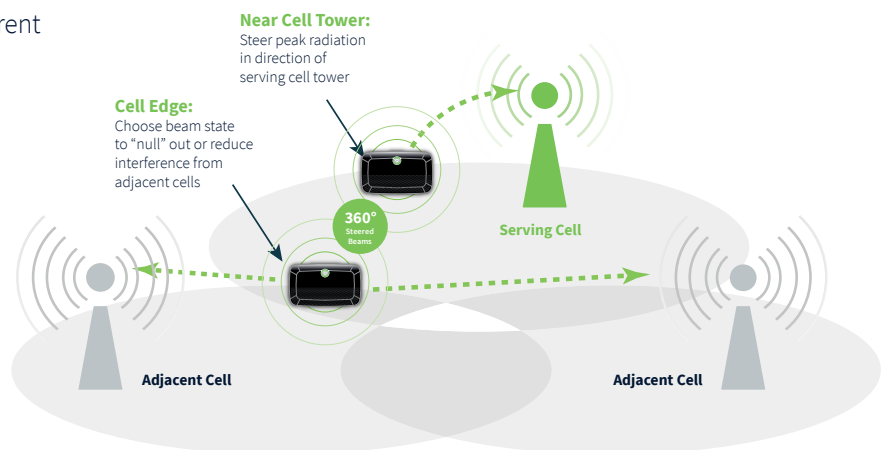 Near Cell Tower:
Steer peak radiation
in direction of
serving cell tower
Cell Edge:
Choose beam state
to “null” out or reduce
interference from
adjacent cells
360°
Steered
Beams
Serving Cell
Adjacent Cell
Adjacent Cell